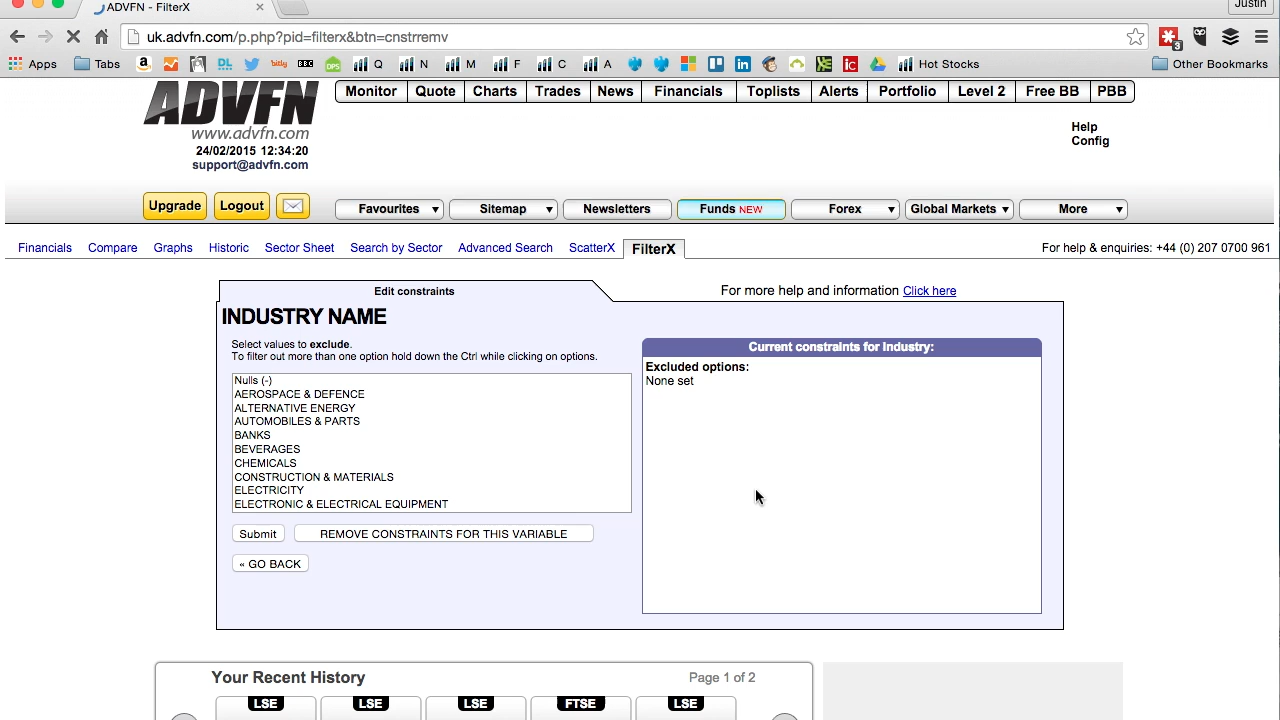 ADVFN - FilterX
Justin
uk.advfn.com/p.php?pid=filterx&btn=cnstrremv
3
Apps Tabs Q N M F C A Hot Stocks Other Bookmarks
ADVFN
www.advfn.com
24/02/2015 12:34:20
support@advfn.com
Monitor Quote Charts Trades News Financials Toplists Alerts Portfolio Level 2 Free BB PBB
Help
Config
Upgrade Logout Favourites Sitemap Newsletters Funds NEW Forex Global Markets More
Financials Compare Graphs Historic Sector Sheet Search by Sector Advanced Search ScatterX FilterX For help & enquiries: +44 (0) 207 0700 961
Edit constraints
For more help and information Click here
INDUSTRY NAME
Select values to exclude.
To filter out more than one option hold down the Ctrl while clicking on options.
Nulls (-)
AEROSPACE & DEFENCE
ALTERNATIVE ENERGY
AUTOMOBILES & PARTS
BANKS
BEVERAGES
CHEMICALS
CONSTRUCTION & MATERIALS
ELECTRICITY
ELECTRONIC & ELECTRICAL EQUIPMENT
Submit REMOVE CONSTRAINTS FOR THIS VARIABLE
« GO BACK
Current constraints for Industry:
Excluded options:
None set
Your Recent History Page 1 of 2
LSE LSE LSE FTSE LSE